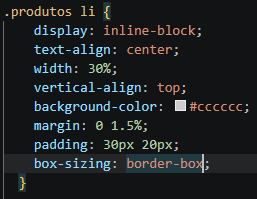 .produtos li {
display: inline-block;
text-align: center;
width: 30%;
vertical-align: top;
background-color: #cccccc;
margin: 0 1.5%;
padding: 30px 20px;
box-sizing: border-box;
}